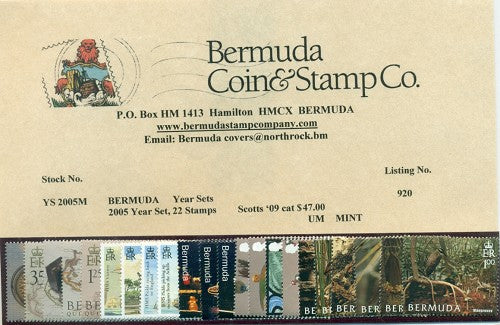 Bermuda
Coin&Stamp Co.
P.O. Box HM 1413 Hamilton HMCX BERMUDA
www.bermudastampcompany.com
Email: Bermuda covers@northrock.bm
Stock No.
Listing No.
YS 2005M BERMUDA Year Sets Scotts '09 cat $47.00 920
2005 Year Set, 22 Stamps
UM MINT
35
BERMUDA